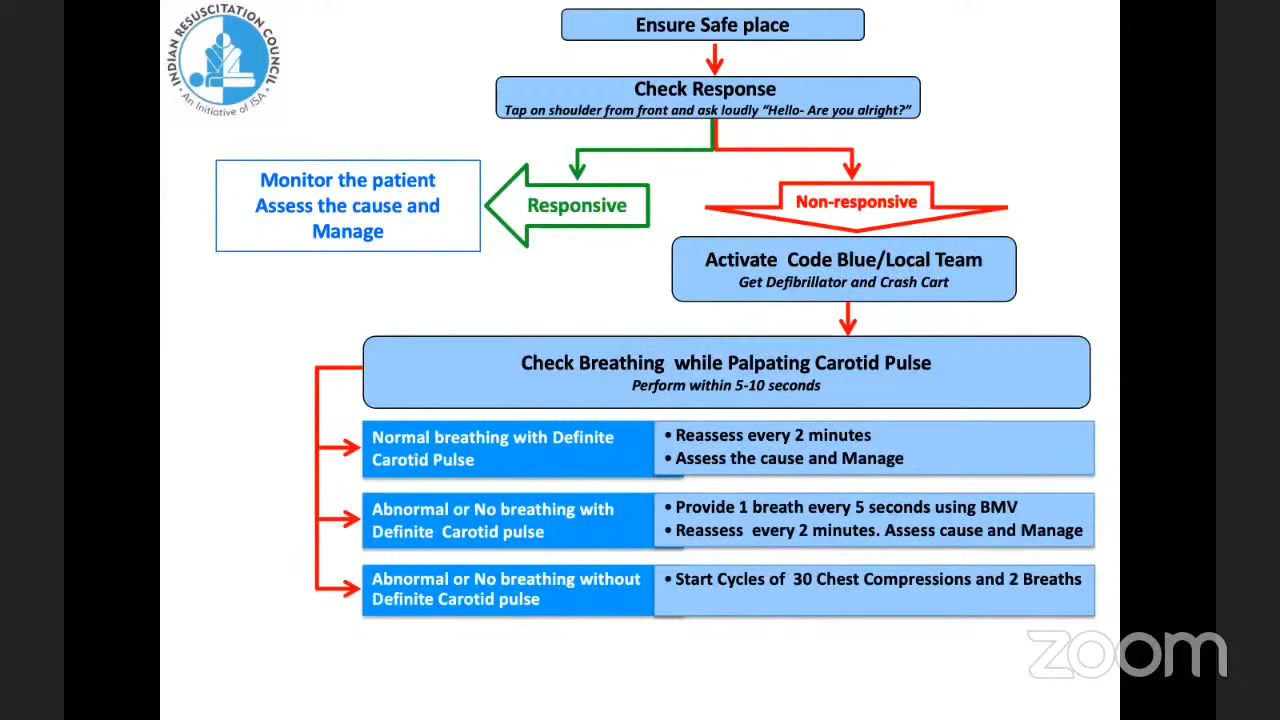 INDIAN RESUSCITATION COUNCIL
An Initiative of ISA
Ensure Safe place
Check Response
Tap on shoulder from front and ask loudly “Hello- Are you alright?”
Monitor the patient
Assess the cause and
Manage
Responsive
Non-responsive
Activate Code Blue/Local Team
Get Defibrillator and Crash Cart
Check Breathing while Palpating Carotid Pulse
Perform within 5-10 seconds
Normal breathing with Definite
Carotid Pulse
• Reassess every 2 minutes
• Assess the cause and Manage
Abnormal or No breathing with
Definite Carotid pulse
• Provide 1 breath every 5 seconds using BMV
• Reassess every 2 minutes. Assess cause and Manage
Abnormal or No breathing without
Definite Carotid pulse
• Start Cycles of 30 Chest Compressions and 2 Breaths
zoom